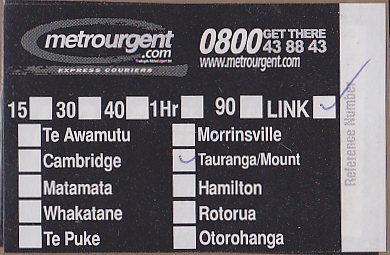 metrourgent
.com
EXPRESS COURIERS
0800 GET THERE
43 88 43
www.metrourgent.com
15 30 40 1Hr 90 LINK
Te Awamutu
Cambridge
Matamata
Whakatane
Te Puke
Morrinsville
Tauranga/Mount
Hamilton
Rotorua
Otorohanga
Reference Number